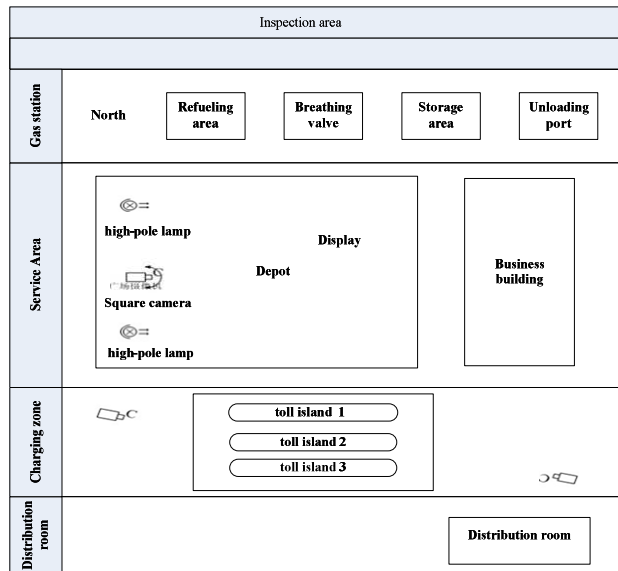 Inspection area
Gas station
North
Refueling
area
Breathing
valve
Storage
area
Unloading
port
Service Area
high-pole lamp
Display
Depot
Square camera
high-pole lamp
Business
building
Charging zone
toll island 1
toll island 2
toll island 3
Distribution
room
Distribution room